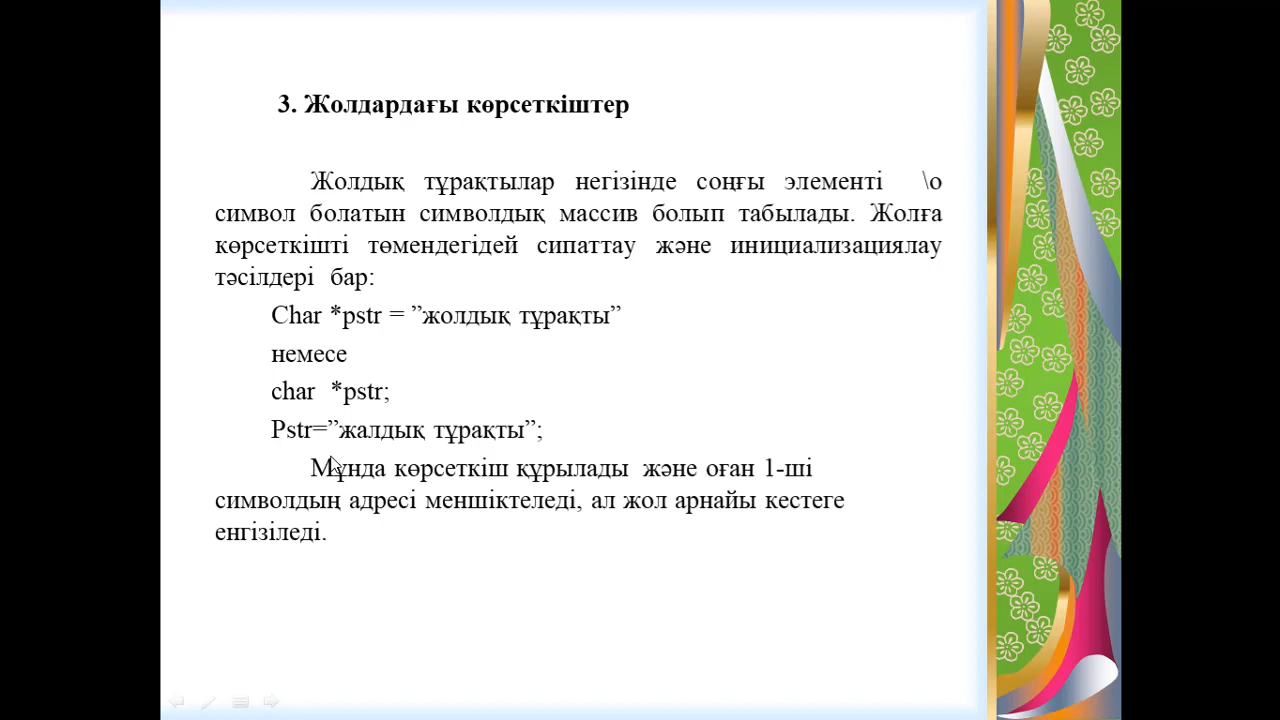 3. Жолдардағы көрсеткіштер
Жолдық тұрақтылар негізінде соңғы элементі \о
символ болатын символдық массив болып табылады. Жолға
көрсеткішті төмендегідей сипаттау және инициализациялау
тәсілдері бар:
Char *pstr = ”жолдық тұрақты”
немесе
char *pstr;
Pstr=”жалдық тұрақты”;
Мұнда көрсеткіш құрылады және оған 1-ші
символдың адресі меншіктеледі, ал жол арнайы кестеге
енгізіледі.